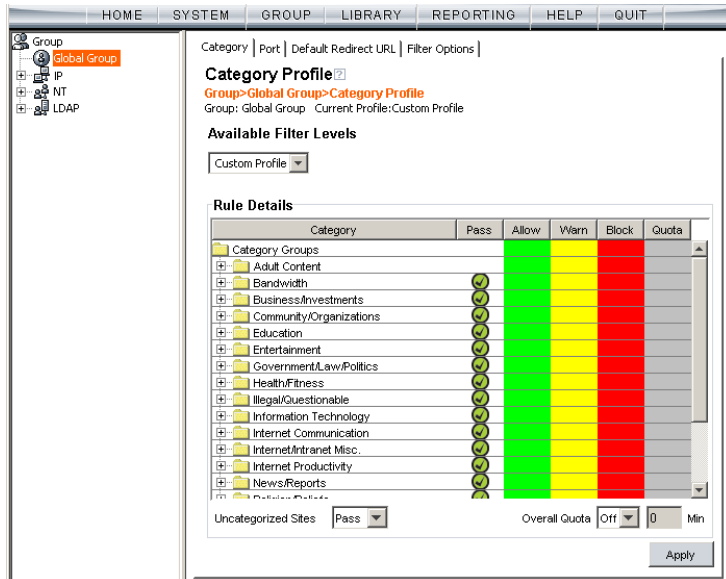 HOME SYSTEM GROUP LIBRARY REPORTING HELP QUIT
Group
Global Group
IP
NT
LDAP
Category Port Default Redirect URL Filter Options
Category Profile ?
Group>Global Group>Category Profile
Group: Global Group Current Profile:Custom Profile
Available Filter Levels
Custom Profile
Rule Details
Category Pass Allow Warn Block Quota
Category Groups
Adult Content
Bandwidth
Business/Investments
Community/Organizations
Education
Entertainment
Government/Law/Politics
Health/Fitness
Illegal/Questionable
Information Technology
Internet Communication
Internet/Intranet Misc.
Internet Productivity
News/Reports
Uncategorized Sites Pass Overall Quota Off 0 Min
Apply